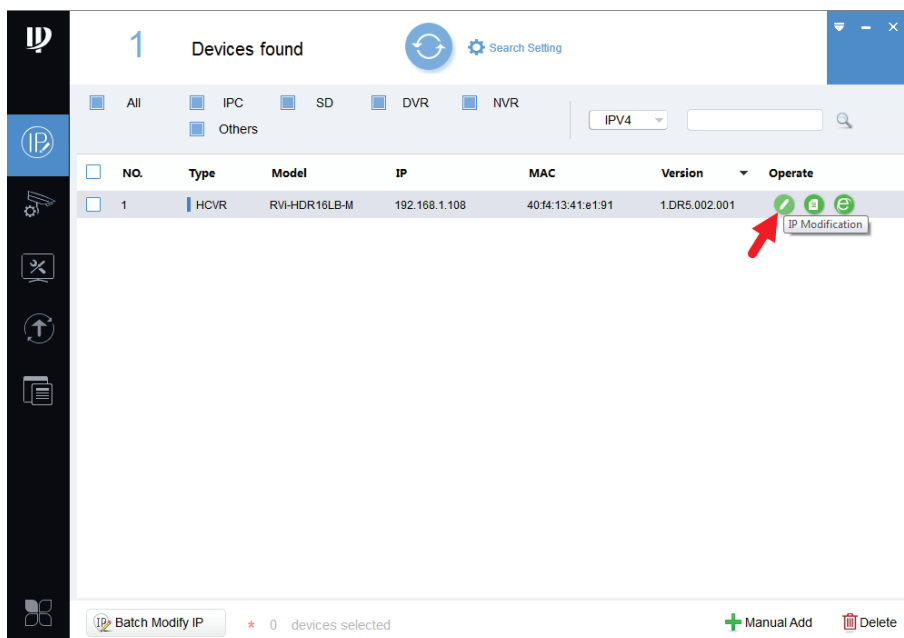 IP
1 Devices found Search Setting
All IPC SD DVR NVR
Others
IPV4
NO. Type Model IP MAC Version Operate
1 HCVR RVi-HDR16LB-M 192.168.1.108 40:f4:13:41:e1:91 1.DR5.002.001
IP Modification
IP Batch Modify IP * 0 devices selected Manual Add Delete